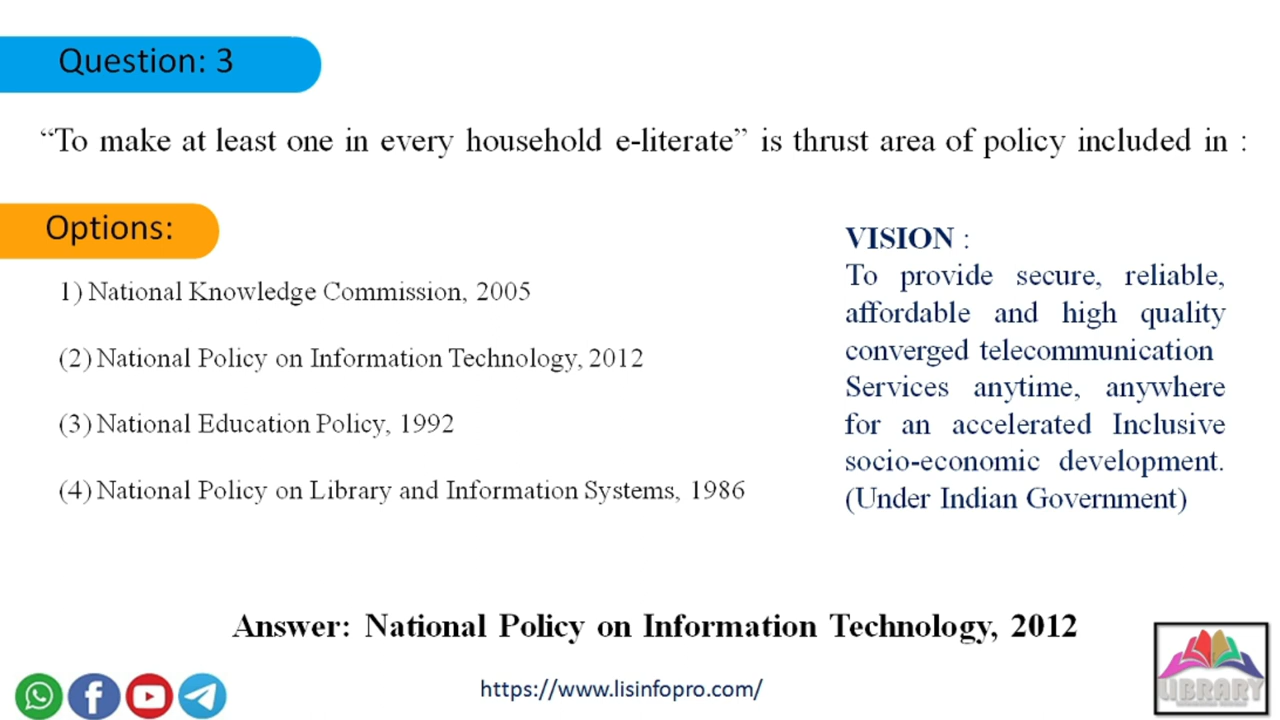 Question: 3
“To make at least one in every household e-literate” is thrust area of policy included in :
Options:
1) National Knowledge Commission, 2005
(2) National Policy on Information Technology, 2012
(3) National Education Policy, 1992
(4) National Policy on Library and Information Systems, 1986
VISION :
To provide secure, reliable,
affordable and high quality
converged telecommunication
Services anytime, anywhere
for an accelerated Inclusive
socio-economic development.
(Under Indian Government)
Answer: National Policy on Information Technology, 2012
https://www.lisinfopro.com/
LIBRARY